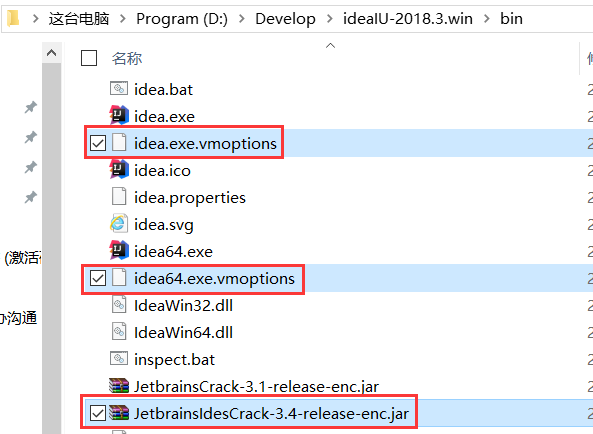 这台电脑 > Program (D:) > Develop > ideaIU-2018.3.win > bin
名称
idea.bat
idea.exe
idea.exe.vmoptions
idea.ico
idea.properties
idea.svg
idea64.exe
(激活
idea64.exe.vmoptions
IdeaWin32.dll
沟通
IdeaWin64.dll
inspect.bat
JetbrainsCrack-3.1-release-enc.jar
JetbrainsIdesCrack-3.4-release-enc.jar